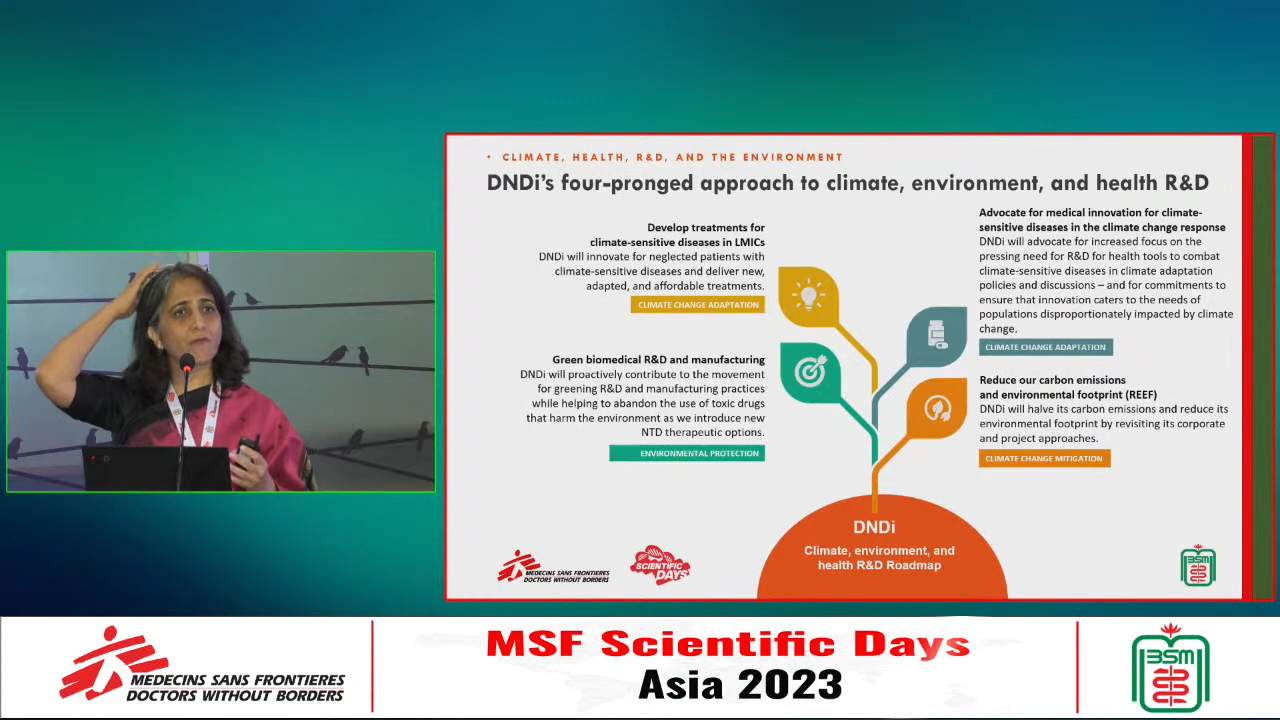 • CLIMATE, HEALTH, R&D, AND THE ENVIRONMENT
DNDi’s four-pronged approach to climate, environment, and health R&D
Develop treatments for
climate-sensitive diseases in LMICs
DNDi will innovate for neglected patients with
climate-sensitive diseases and deliver new,
adapted, and affordable treatments.
CLIMATE CHANGE ADAPTATION
Green biomedical R&D and manufacturing
DNDi will proactively contribute to the movement
for greening R&D and manufacturing practices
while helping to abandon the use of toxic drugs
that harm the environment as we introduce new
NTD therapeutic options.
ENVIRONMENTAL PROTECTION
Advocate for medical innovation for climate-
sensitive diseases in the climate change response
DNDi will advocate for increased focus on the
pressing need for R&D for health tools to combat
climate-sensitive diseases in climate adaptation
policies and discussions – and for commitments to
ensure that innovation caters to the needs of
populations disproportionately impacted by climate
change.
CLIMATE CHANGE ADAPTATION
Reduce our carbon emissions
and environmental footprint (REEF)
DNDi will halve its carbon emissions and reduce its
environmental footprint by revisiting its corporate
and project approaches.
CLIMATE CHANGE MITIGATION
DNDi
Climate, environment, and
health R&D Roadmap
MEDECINS SANS FRONTIERES
DOCTORS WITHOUT BORDERS
SCIENTIFIC
DAYS
BSM
MEDECINS SANS FRONTIERES
DOCTORS WITHOUT BORDERS
MSF Scientific Days
Asia 2023
BSM